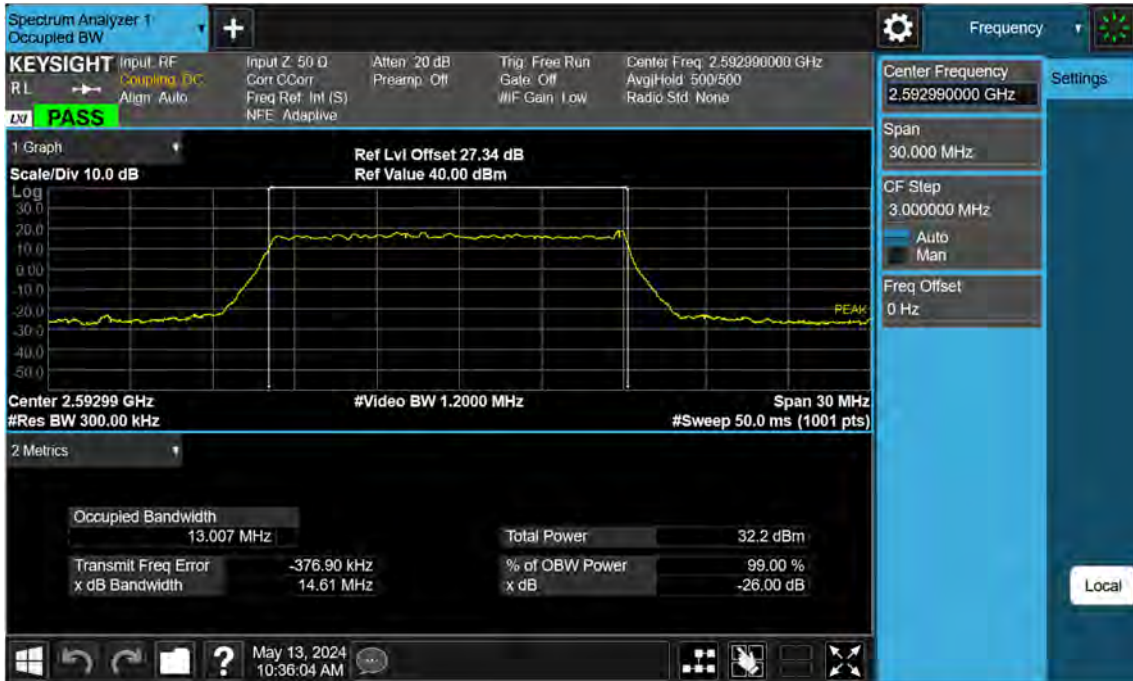 Spectrum Analyzer 1
Occupied BW
+
Frequency
KEYSIGHT
Input: RF
Coupling: DC
Align: Auto
RL
LXI
PASS
Input Z: 50 Ω
Corr CCorr
Freq Ref: Int (S)
NFE: Adaptive
Atten: 20 dB
Preamp: Off
Trig: Free Run
Gate: Off
#IF Gain: Low
Center Freq: 2.592990000 GHz
Avg|Hold: 500/500
Radio Std: None
Center Frequency
2.592990000 GHz
Settings
Span
30.000 MHz
CF Step
3.000000 MHz
Auto
Man
Freq Offset
0 Hz
Local
1 Graph
Scale/Div 10.0 dB
Ref Lvl Offset 27.34 dB
Ref Value 40.00 dBm
Log
30.0
20.0
10.0
0.00
-10.0
-20.0
-30.0
-40.0
-50.0
PEAK
Center 2.59299 GHz
#Video BW 1.2000 MHz
Span 30 MHz
#Res BW 300.00 kHz
#Sweep 50.0 ms (1001 pts)
2 Metrics
Occupied Bandwidth
13.007 MHz
Total Power 32.2 dBm
Transmit Freq Error -376.90 kHz
% of OBW Power 99.00 %
x dB Bandwidth 14.61 MHz
x dB -26.00 dB
?
May 13, 2024
10:36:04 AM